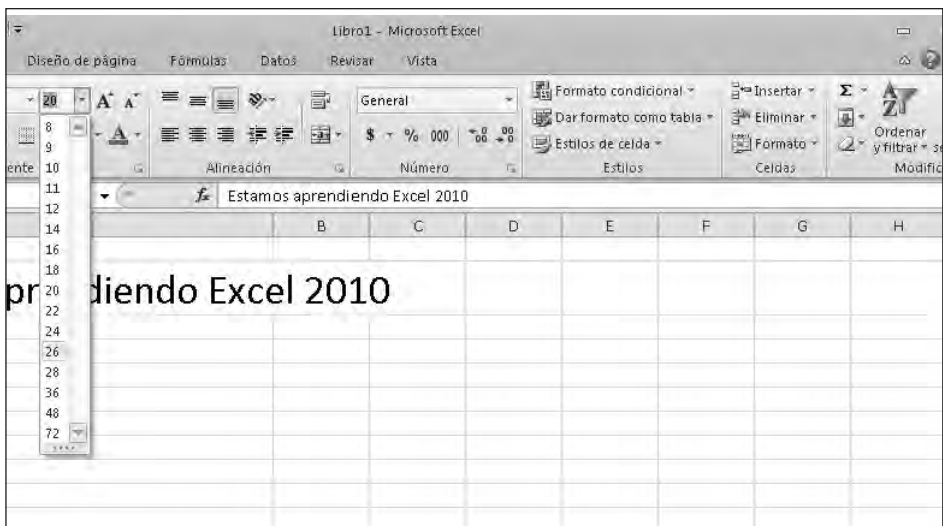 Libro1 - Microsoft Excel
Diseño de página Fórmulas Datos Revisar Vista
20 A A General Formato condicional Insertar Σ A Z
Dar formato como tabla Eliminar Ordenar
A $ % 000 Estilos de celda Formato y filtrar
ente Alineación Número Estilos Celdas Modific
fx Estamos aprendiendo Excel 2010
B C D E F G H
diendo Excel 2010
8
9
10
11
12
14
16
18
20
22
24
26
28
36
48
72